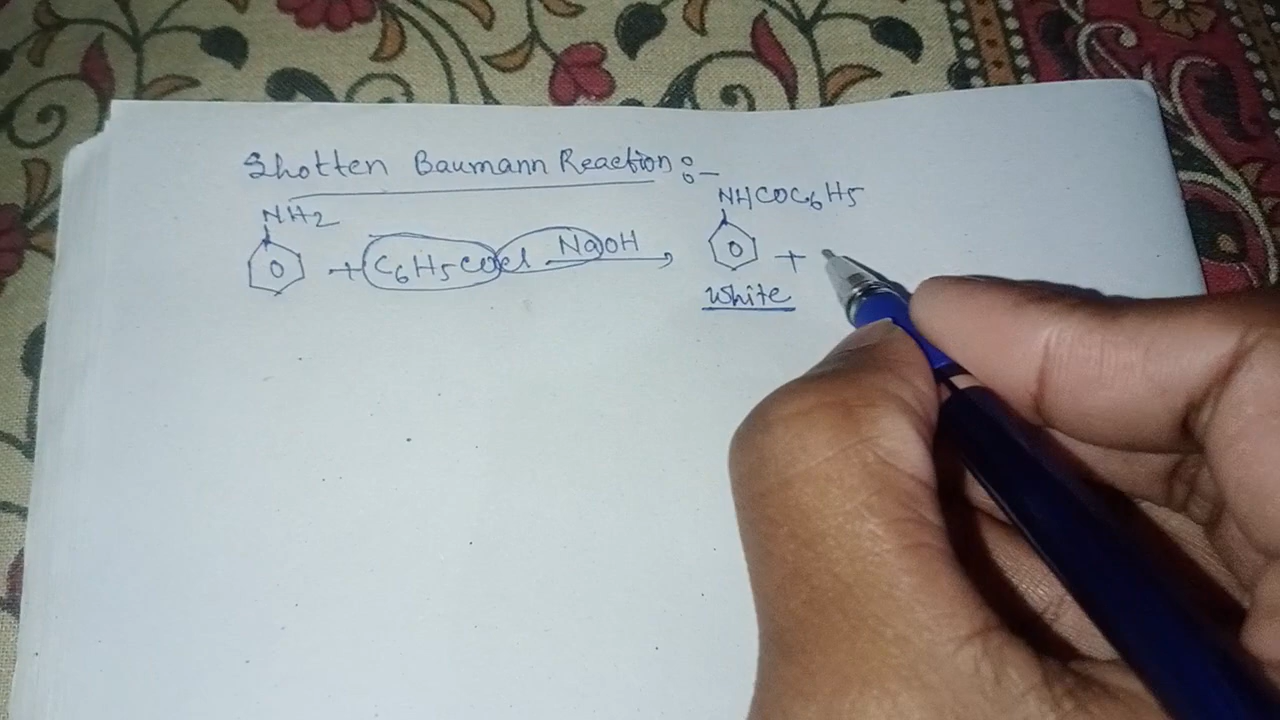 Shotten Baumann Reaction:-
NH2 NHCOC6H5
+ C6H5COCl NaOH → +
White